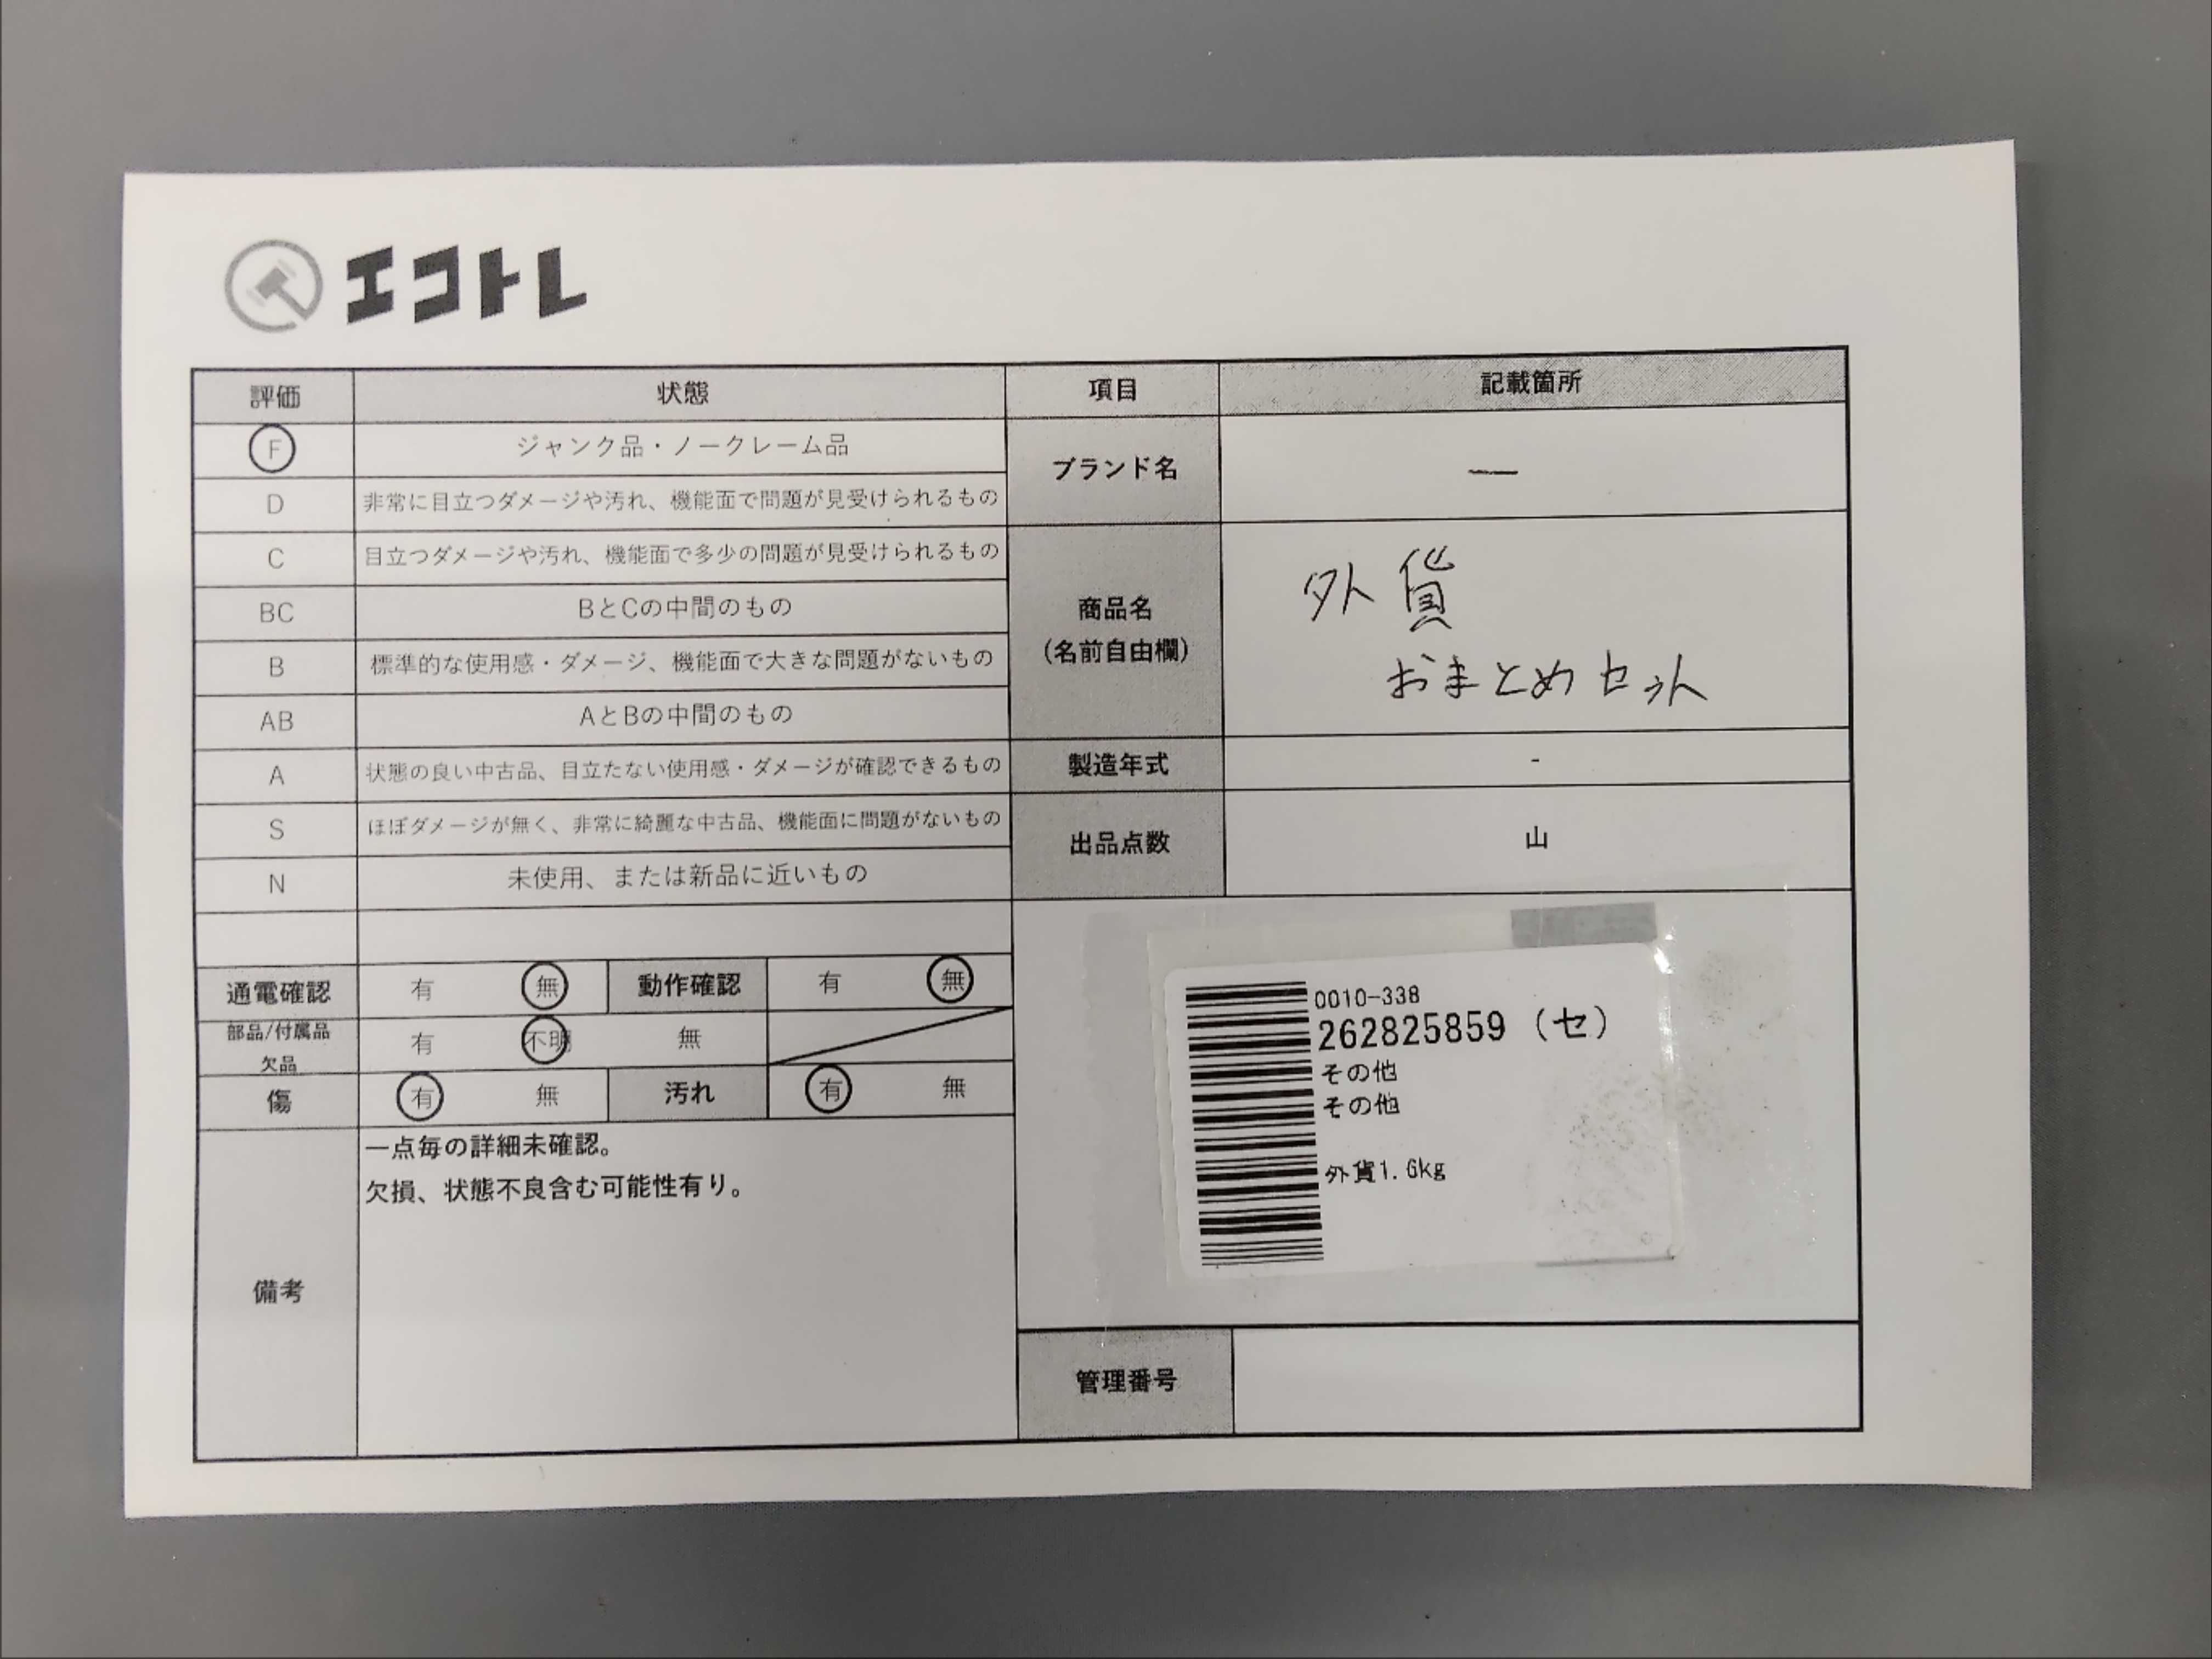 エコトレ
評価 状態 項目 記載箇所
F ジャンク品・ノークレーム品
D 非常に目立つダメージや汚れ、機能面で問題が見受けられるもの
ブランド名 ―
C 目立つダメージや汚れ、機能面で多少の問題が見受けられるもの
BC BとCの中間のもの
B 標準的な使用感・ダメージ、機能面で大きな問題がないもの
AB AとBの中間のもの
商品名
(名前自由欄)
外貨
おまとめセット
A 状態の良い中古品、目立たない使用感・ダメージが確認できるもの
製造年式 -
S ほぼダメージが無く、非常に綺麗な中古品、機能面に問題がないもの
N 未使用、または新品に近いもの
出品点数 山
通電確認 有 無 動作確認 有 無
部品/付属品
欠品
有 不明 無
傷 有 無 汚れ 有 無
備考
一点毎の詳細未確認。
欠損、状態不良含む可能性有り。
0010-338
262825859 (セ)
その他
その他
外貨1.6kg
管理番号